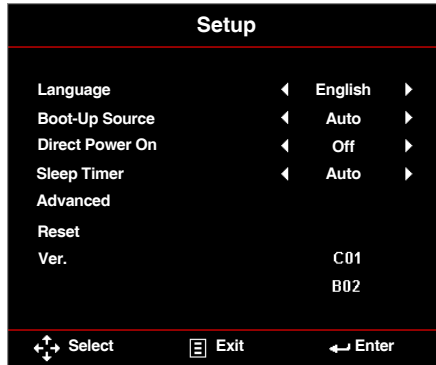 Setup
Language English
Boot-Up Source Auto
Direct Power On Off
Sleep Timer Auto
Advanced
Reset
Ver. C01
B02
Select Exit Enter